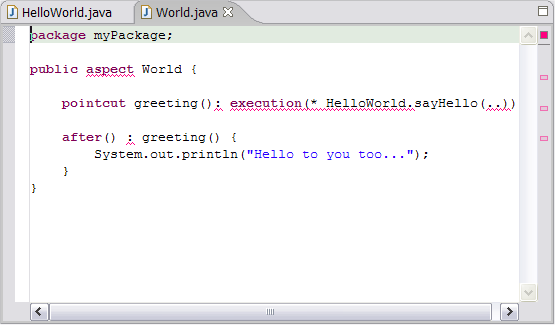 HelloWorld.java World.java
package myPackage;
public aspect World {
pointcut greeting(): execution(* HelloWorld.sayHello(..))
after() : greeting() {
System.out.println("Hello to you too...");
}
}